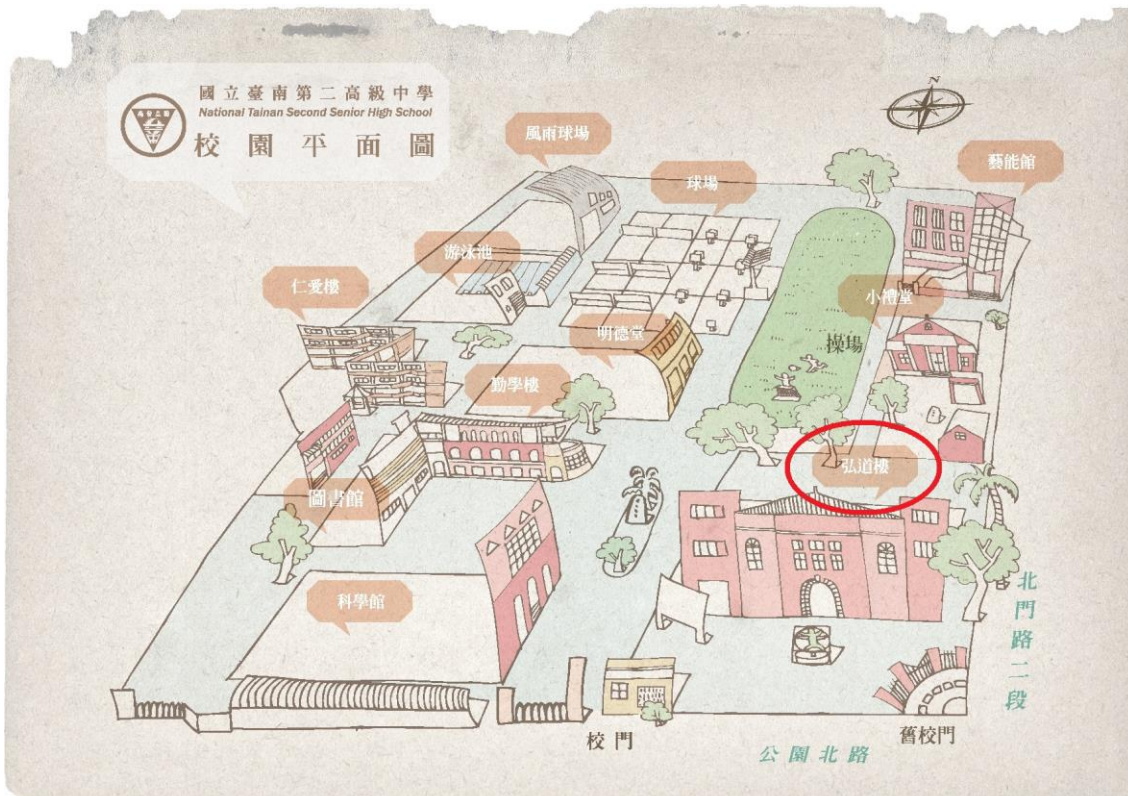 國立臺南第二高級中學
National Tainan Second Senior High School
校園平面圖
N
風雨球場
球場
藝能館
游泳池
仁愛樓
小禮堂
明德堂
操場
勤學樓
弘道樓
圖書館
科學館
北門路二段
校門
舊校門
公園北路